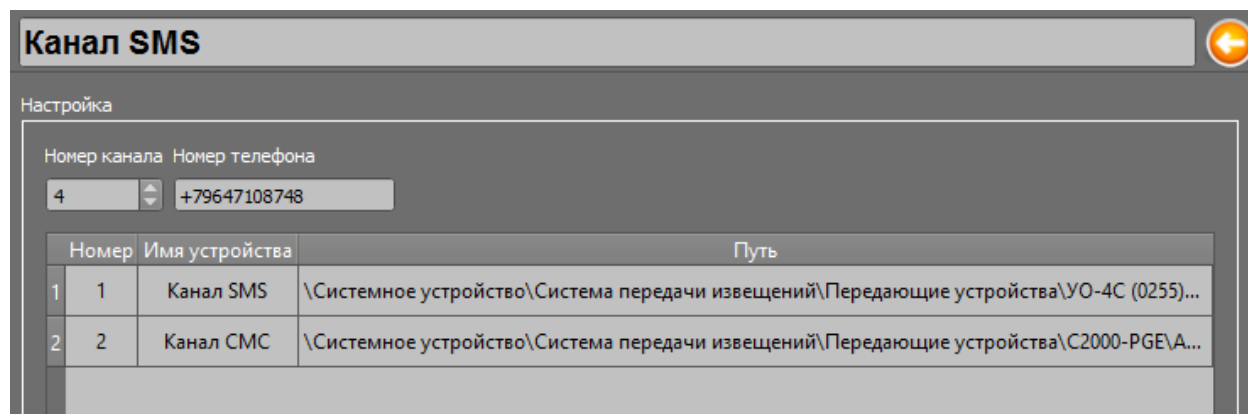 Канал SMS
Настройка
Номер канала Номер телефона
4 +79647108748
Номер Имя устройства Путь
1 1 Канал SMS \Системное устройство\Система передачи извещений\Передающие устройства\УО-4С (0255)...
2 2 Канал СМС \Системное устройство\Система передачи извещений\Передающие устройства\С2000-PGE\А...